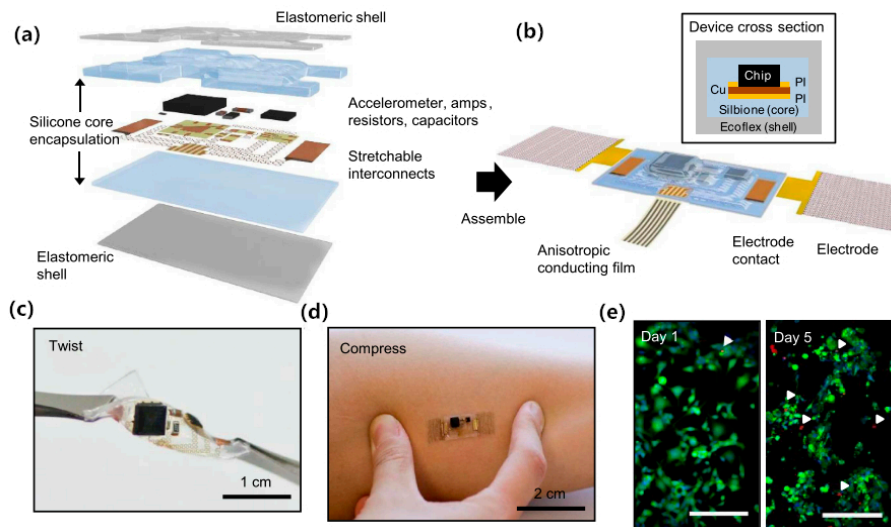 (a)
Elastomeric shell
Silicone core
encapsulation
Accelerometer, amps,
resistors, capacitors
Stretchable
interconnects
Elastomeric
shell
Assemble
(b)
Device cross section
Chip
PI
Cu
PI
Silbione (core)
Ecoflex (shell)
Anisotropic
conducting film
Electrode
contact
Electrode
(c)
Twist
1 cm
(d)
Compress
2 cm
(e)
Day 1
Day 5